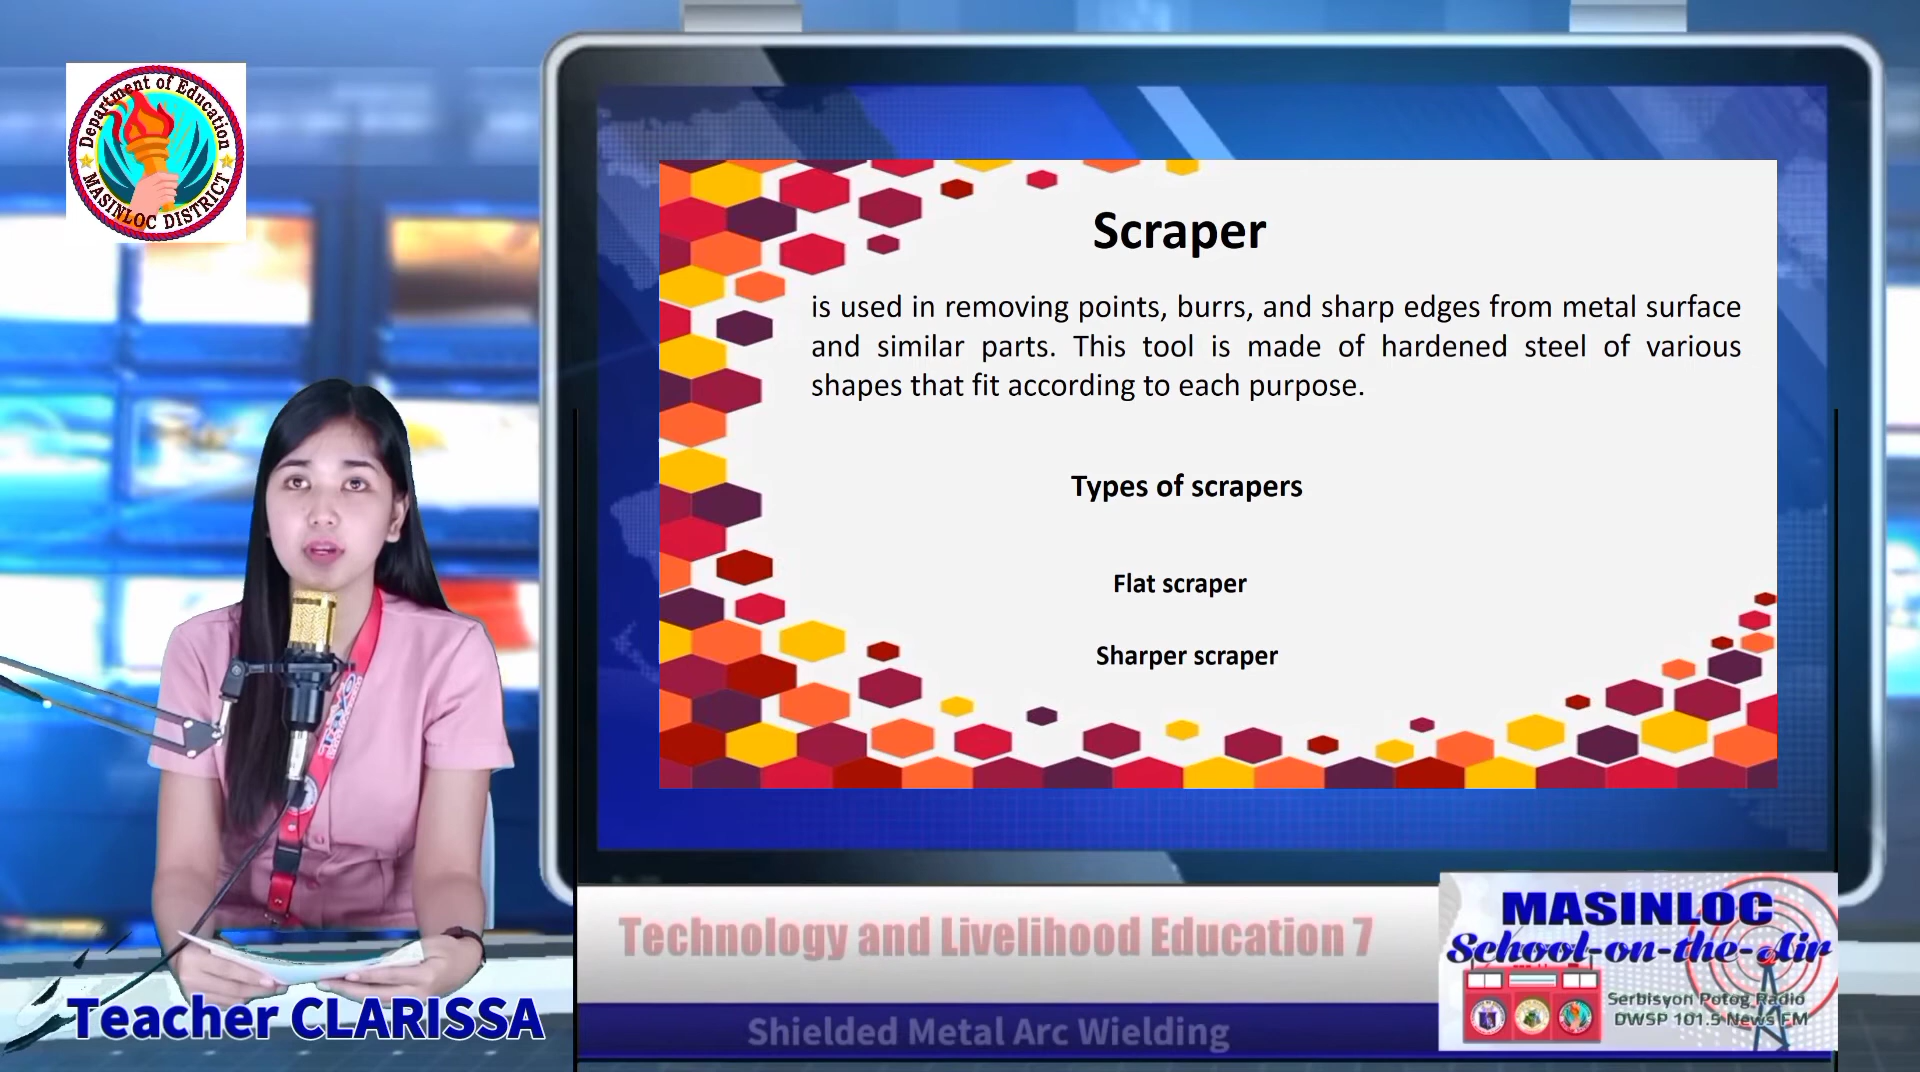 Department of Education
MASINLOC DISTRICT
Scraper
is used in removing points, burrs, and sharp edges from metal surface
and similar parts. This tool is made of hardened steel of various
shapes that fit according to each purpose.
Types of scrapers
Flat scraper
Sharper scraper
Technology and Livelihood Education 7
Shielded Metal Arc Wielding
Teacher CLARISSA
MASINLOC
School-on-the-Air
Serbisyon Potog Radio
DWSP 101.5 News FM